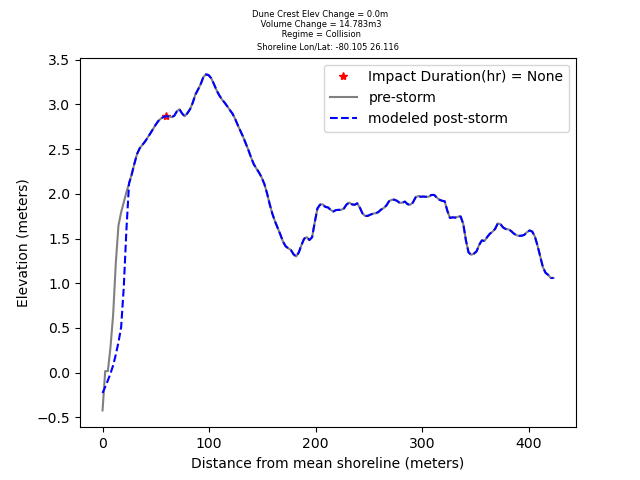 Dune Crest Elev Change = 0.0m
Volume Change = 14.783m3
Regime = Collision
Shoreline Lon/Lat: -80.105 26.116
Impact Duration(hr) = None
pre-storm
modeled post-storm
3.5
3.0
2.5
2.0
1.5
1.0
0.5
0.0
−0.5
Elevation (meters)
0
100
200
300
400
Distance from mean shoreline (meters)